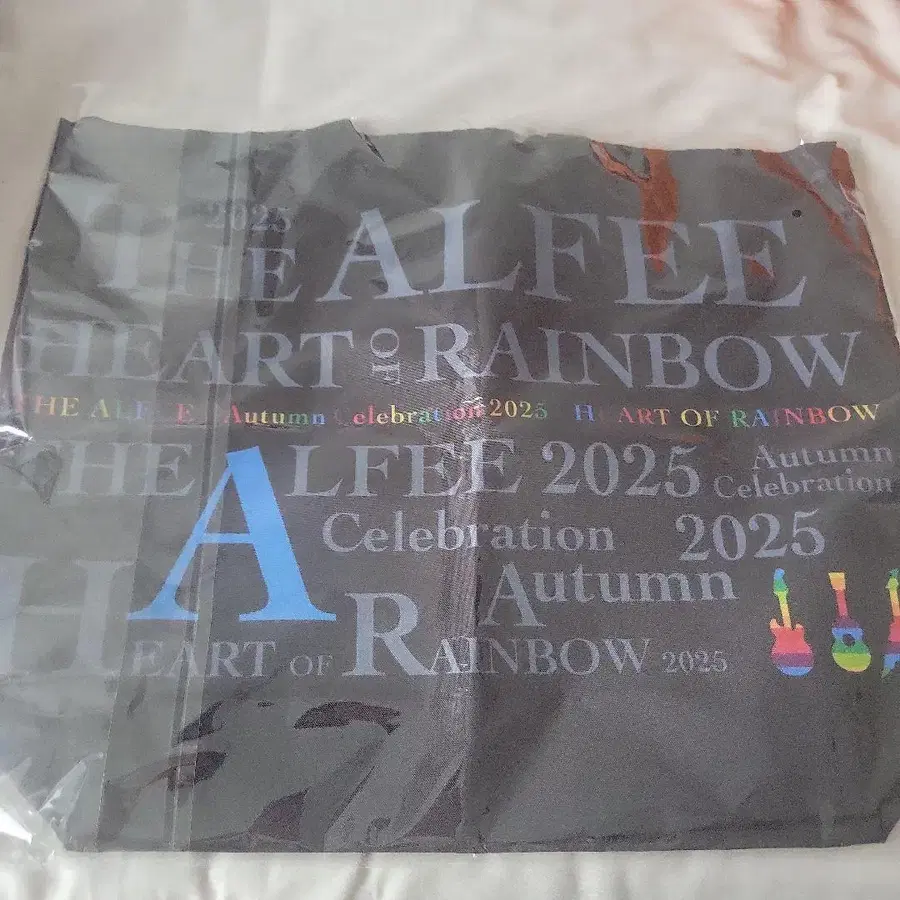 2025
THE ALFEE
HEART OF RAINBOW
THE ALFEE Autumn Celebration 2025 HEART OF RAINBOW
THE ALFEE 2025 Autumn
Celebration
Celebration 2025
A Autumn
HEART OF RAINBOW 2025